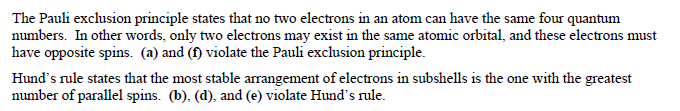 The Pauli exclusion principle states that no two electrons in an atom can have the same four quantum
numbers.  In other words, only two electrons may exist in the same atomic orbital, and these electrons must
have opposite spins.  (a) and (f) violate the Pauli exclusion principle.
Hund's rule states that the most stable arrangement of electrons in subshells is the one with the greatest
number of parallel spins.  (b), (d), and (e) violate Hund's rule.